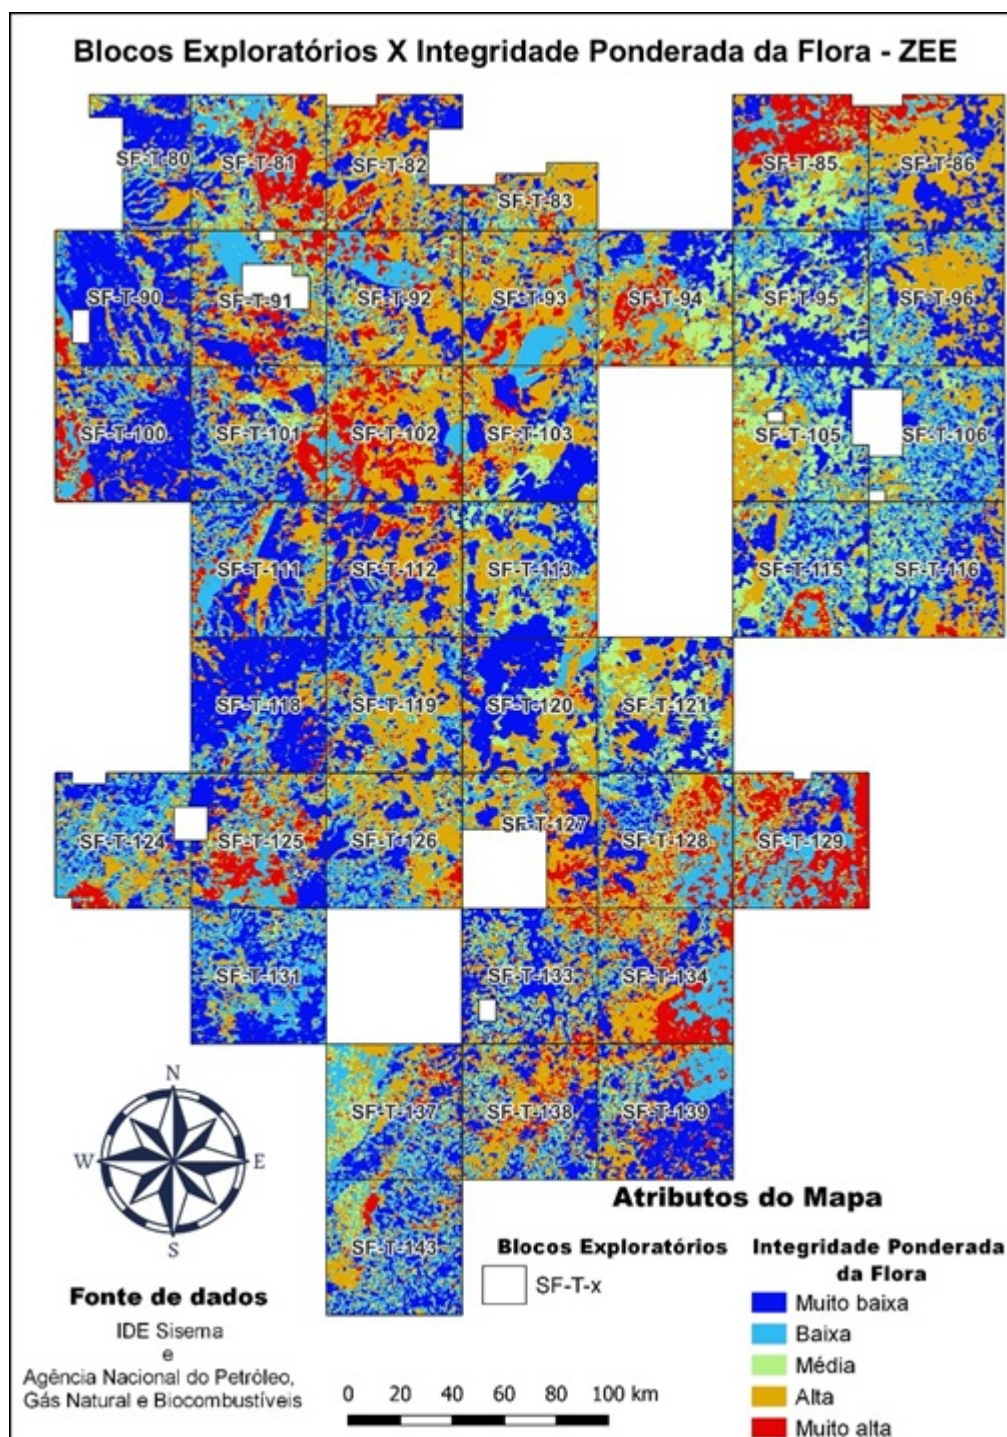 Blocos Exploratórios X Integridade Ponderada da Flora - ZEE
SF-T-80
SF-T-81
SF-T-82
SF-T-83
SF-T-85
SF-T-86
SF-T-90
SF-T-91
SF-T-92
SF-T-93
SF-T-94
SF-T-95
SF-T-96
SF-T-100
SF-T-101
SF-T-102
SF-T-103
SF-T-105
SF-T-106
SF-T-111
SF-T-112
SF-T-113
SF-T-115
SF-T-116
SF-T-118
SF-T-119
SF-T-120
SF-T-121
SF-T-124
SF-T-125
SF-T-126
SF-T-127
SF-T-128
SF-T-129
SF-T-131
SF-T-133
SF-T-134
SF-T-137
SF-T-138
SF-T-139
SF-T-143
N
W
E
S
Fonte de dados
IDE Sisema
e
Agência Nacional do Petróleo,
Gás Natural e Biocombustíveis
0 20 40 60 80 100 km
Atributos do Mapa
Blocos Exploratórios
SF-T-x
Integridade Ponderada
da Flora
Muito baixa
Baixa
Média
Alta
Muito alta